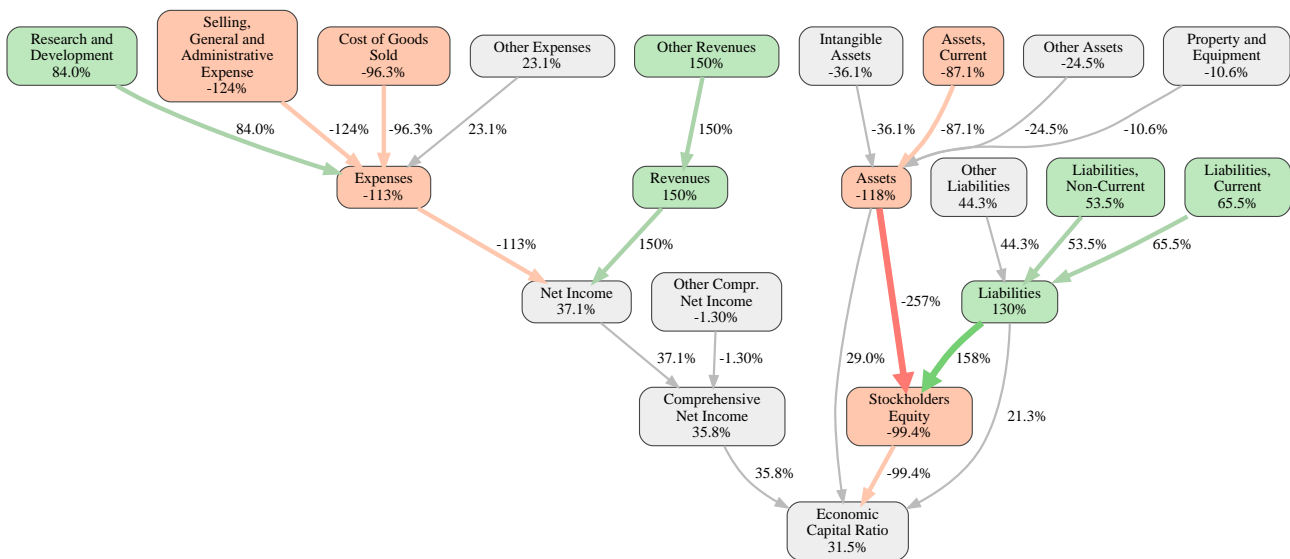 Research and
Development
84.0%
Selling,
General and
Administrative
Expense
-124%
Cost of Goods
Sold
-96.3%
Other Expenses
23.1%
Other Revenues
150%
Intangible
Assets
-36.1%
Assets,
Current
-87.1%
Other Assets
-24.5%
Property and
Equipment
-10.6%
84.0%
-124%
-96.3%
23.1%
150%
-36.1%
-87.1%
-24.5%
-10.6%
Expenses
-113%
Revenues
150%
Assets
-118%
Other
Liabilities
44.3%
Liabilities,
Non-Current
53.5%
Liabilities,
Current
65.5%
-113%
150%
44.3%
53.5%
65.5%
Net Income
37.1%
Other Compr.
Net Income
-1.30%
-257%
Liabilities
130%
37.1%
-1.30%
29.0%
158%
Comprehensive
Net Income
35.8%
Stockholders
Equity
-99.4%
21.3%
35.8%
-99.4%
Economic
Capital Ratio
31.5%